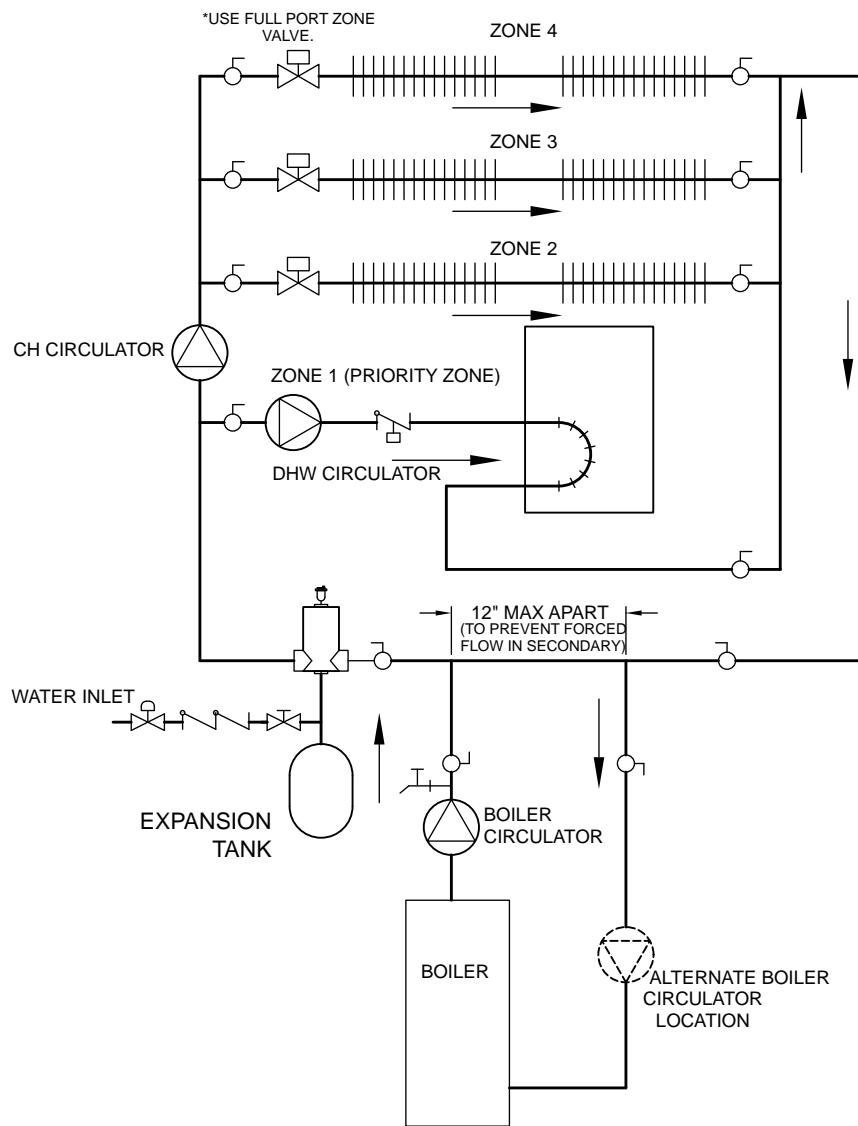 *USE FULL PORT ZONE
VALVE.
ZONE 4
ZONE 3
ZONE 2
CH CIRCULATOR
ZONE 1 (PRIORITY ZONE)
DHW CIRCULATOR
12" MAX APART
(TO PREVENT FORCED
FLOW IN SECONDARY)
WATER INLET
EXPANSION
TANK
BOILER
CIRCULATOR
BOILER
ALTERNATE BOILER
CIRCULATOR
LOCATION